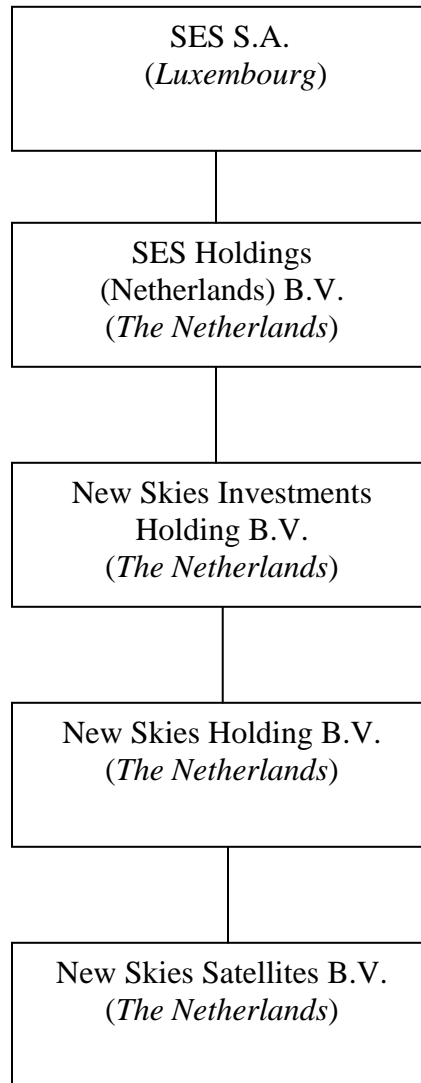 SES S.A.
(Luxembourg)
SES Holdings
(Netherlands) B.V.
(The Netherlands)
New Skies Investments
Holding B.V.
(The Netherlands)
New Skies Holding B.V.
(The Netherlands)
New Skies Satellites B.V.
(The Netherlands)